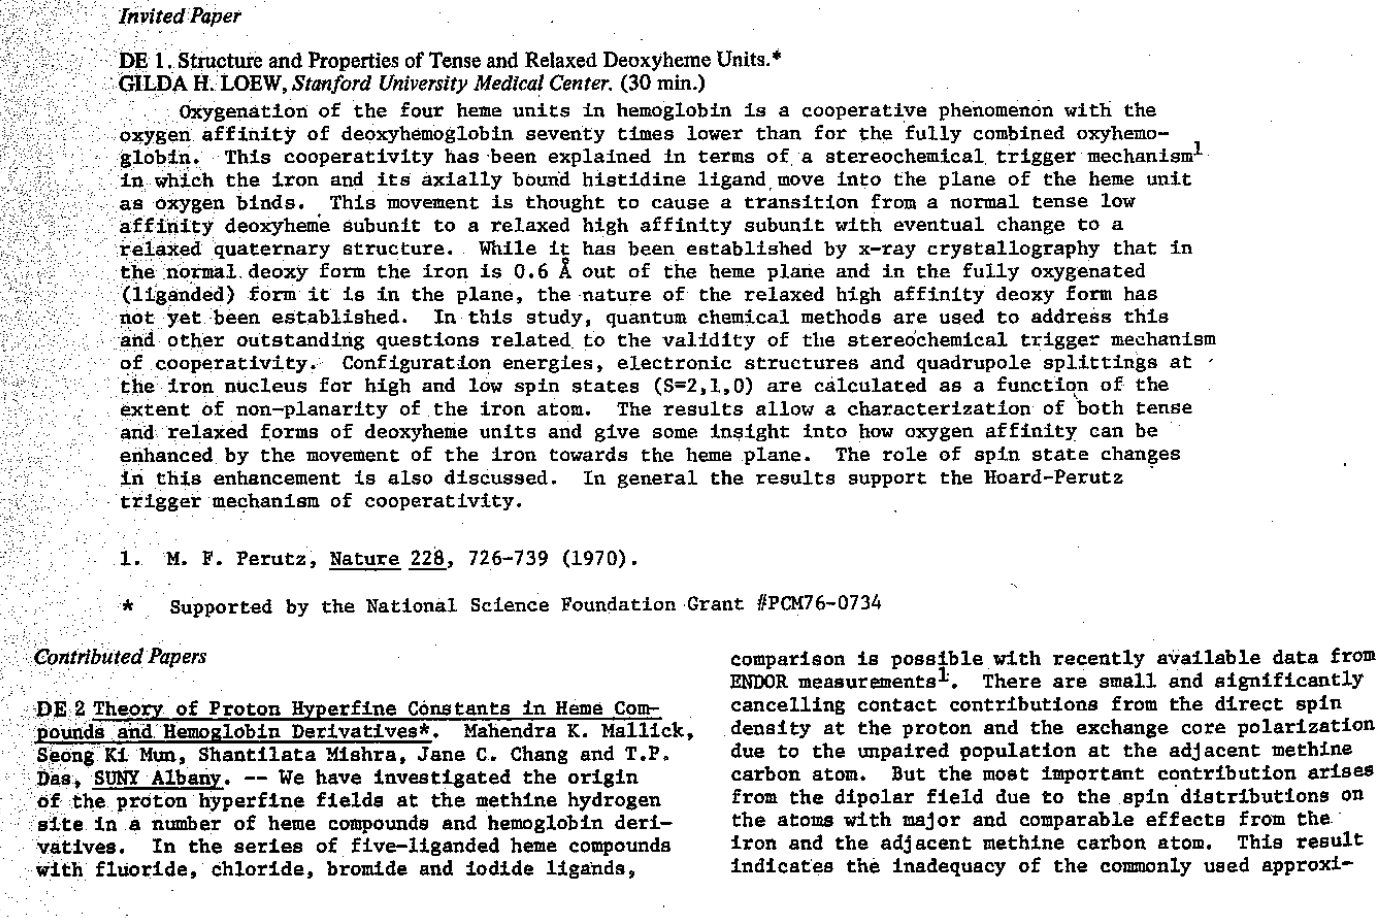 Invited Paper
DE 1. Structure and Properties of Tense and Relaxed Deoxyheme Units.*
GILDA H. LOEW, Stanford University Medical Center. (30 min.)
Oxygenation of the four heme units in hemoglobin is a cooperative phenomenon with the
oxygen affinity of deoxyhemoglobin seventy times lower than for the fully combined oxyhemo-
globin. This cooperativity has been explained in terms of a stereochemical trigger mechanism1
in which the iron and its axially bound histidine ligand move into the plane of the heme unit
as oxygen binds. This movement is thought to cause a transition from a normal tense low
affinity deoxyheme subunit to a relaxed high affinity subunit with eventual change to a
relaxed quaternary structure. While it has been established by x-ray crystallography that in
the normal deoxy form the iron is 0.6 Å out of the heme plane and in the fully oxygenated
(liganded) form it is in the plane, the nature of the relaxed high affinity deoxy form has
not yet been established. In this study, quantum chemical methods are used to address this
and other outstanding questions related to the validity of the stereochemical trigger mechanism
of cooperativity. Configuration energies, electronic structures and quadrupole splittings at
the iron nucleus for high and low spin states (S=2,1,0) are calculated as a function of the
extent of non-planarity of the iron atom. The results allow a characterization of both tense
and relaxed forms of deoxyheme units and give some insight into how oxygen affinity can be
enhanced by the movement of the iron towards the heme plane. The role of spin state changes
in this enhancement is also discussed. In general the results support the Hoard-Perutz
trigger mechanism of cooperativity.
1. M. F. Perutz, Nature 228, 726-739 (1970).
* Supported by the National Science Foundation Grant #PCM76-0734
Contributed Papers
DE 2 Theory of Proton Hyperfine Constants in Heme Com-
pounds and Hemoglobin Derivatives*. Mahendra K. Mallick,
Seong Ki Mun, Shantilata Mishra, Jane C. Chang and T.P.
Das, SUNY Albany. -- We have investigated the origin
of the proton hyperfine fields at the methine hydrogen
site in a number of heme compounds and hemoglobin deri-
vatives. In the series of five-liganded heme compounds
with fluoride, chloride, bromide and iodide ligands,
comparison is possible with recently available data from
ENDOR measurements1. There are small and significantly
cancelling contact contributions from the direct spin
density at the proton and the exchange core polarization
due to the unpaired population at the adjacent methine
carbon atom. But the most important contribution arises
from the dipolar field due to the spin distributions on
the atoms with major and comparable effects from the
iron and the adjacent methine carbon atom. This result
indicates the inadequacy of the commonly used approxi-